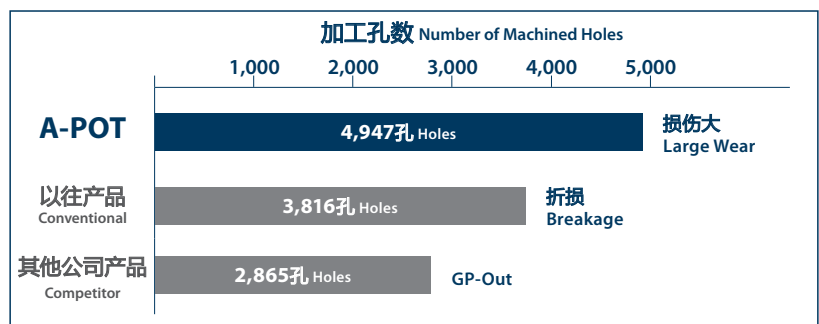 加工孔数 Number of Machined Holes
1,000 2,000 3,000 4,000 5,000
A-POT
4,947孔 Holes
损伤大
Large Wear
以往产品
Conventional
3,816孔 Holes
折损
Breakage
其他公司产品
Competitor
2,865孔 Holes
GP-Out